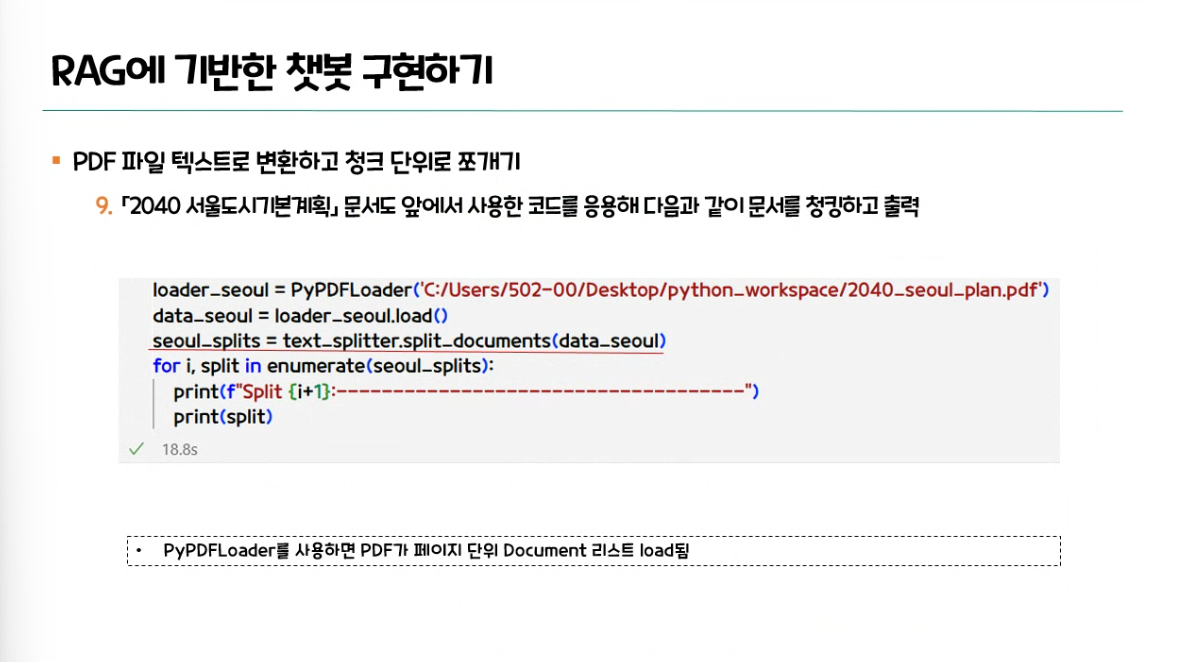 RAG에 기반한 챗봇 구현하기
▪ PDF 파일 텍스트로 변환하고 청크 단위로 쪼개기
9. 「2040 서울도시기본계획」 문서도 앞에서 사용한 코드를 응용해 다음과 같이 문서를 청킹하고 출력
loader_seoul = PyPDFLoader('C:/Users/502-00/Desktop/python_workspace/2040_seoul_plan.pdf')
data_seoul = loader_seoul.load()
seoul_splits = text_splitter.split_documents(data_seoul)
for i, split in enumerate(seoul_splits):
    print(f"Split {i+1}:-----------------------------------")
    print(split)
✓ 18.8s
• PyPDFLoader를 사용하면 PDF가 페이지 단위 Document 리스트 load됨